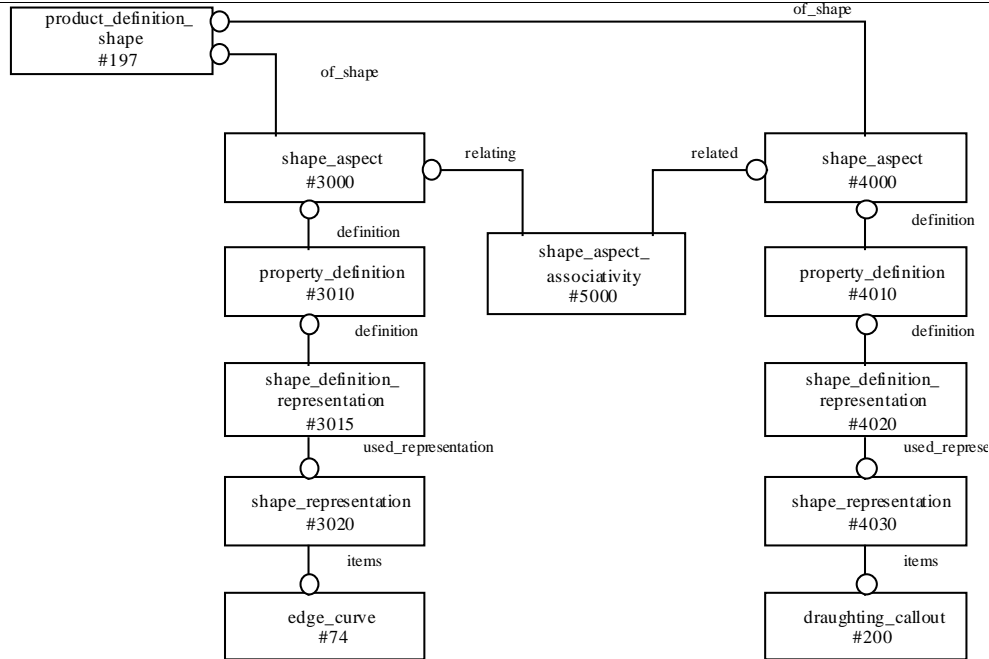 of_shape
product_definition_
shape
#197
of_shape
shape_aspect
#3000
relating
related
shape_aspect
#4000
definition
definition
shape_aspect_
associativity
#5000
property_definition
#3010
property_definition
#4010
definition
definition
shape_definition_
representation
#3015
shape_definition_
representation
#4020
used_representation
used_represe
shape_representation
#3020
shape_representation
#4030
items
items
edge_curve
#74
draughting_callout
#200